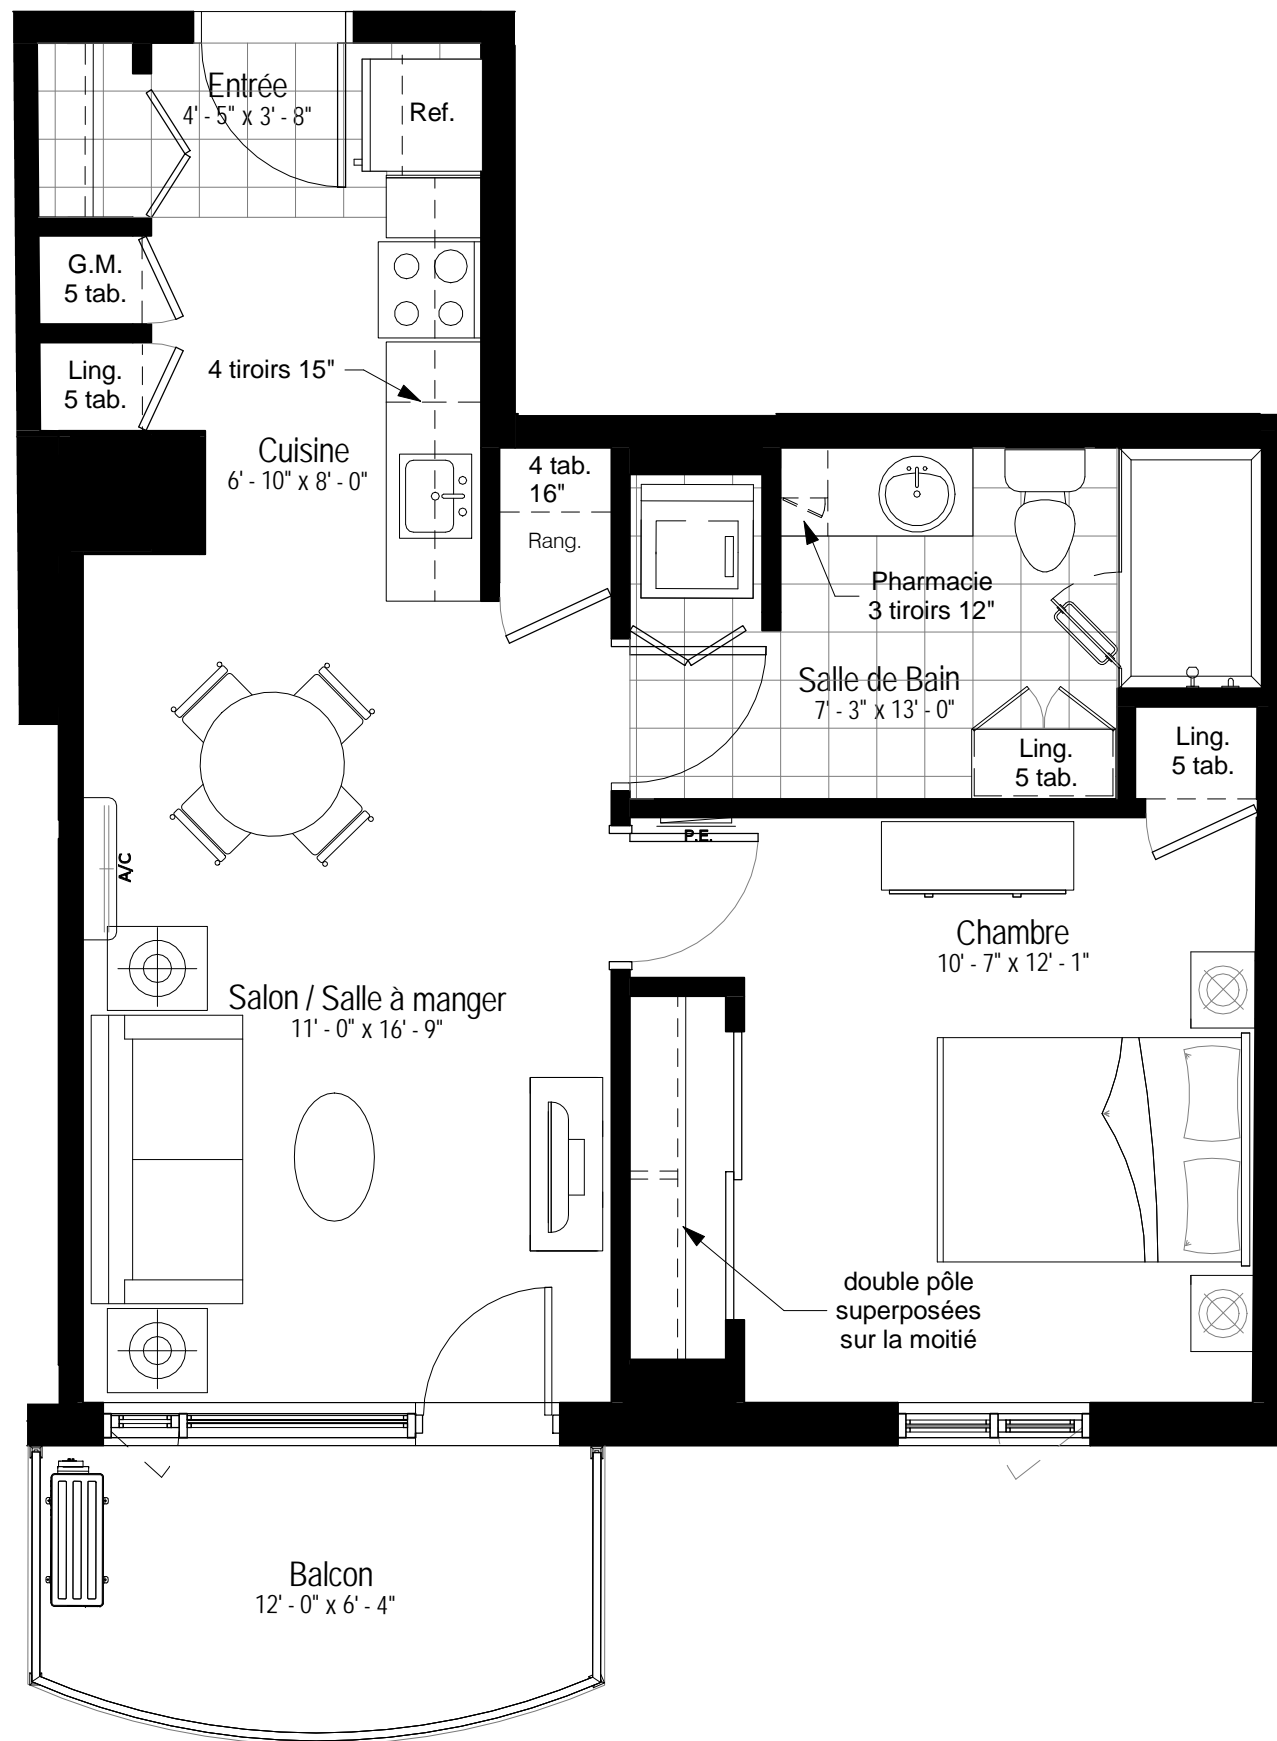 Entrée
4' - 5" x 3' - 8"
Ref.
G.M.
5 tab.
Ling.
5 tab.
4 tiroirs 15"
Cuisine
6' - 10" x 8' - 0"
4 tab.
16"
Rang.
Pharmacie
3 tiroirs 12"
Salle de Bain
7' - 3" x 13' - 0"
Ling.
5 tab.
Ling.
5 tab.
P.E.
A/C
Chambre
10' - 7" x 12' - 1"
Salon / Salle à manger
11' - 0" x 16' - 9"
double pôle
superposées
sur la moitié
Balcon
12' - 0" x 6' - 4"